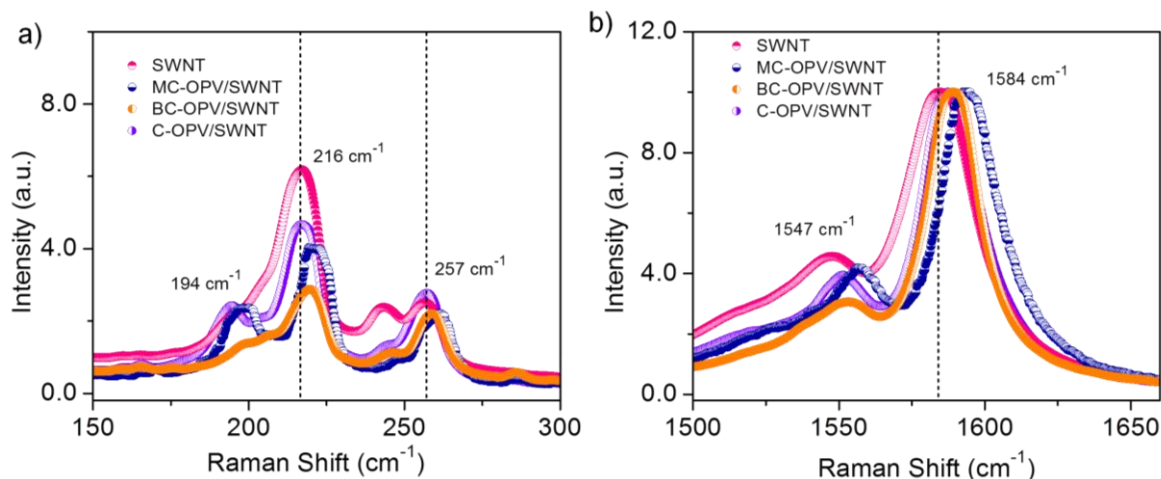 a)
SWNT
MC-OPV/SWNT
BC-OPV/SWNT
C-OPV/SWNT
216 cm⁻¹
194 cm⁻¹
257 cm⁻¹
8.0
4.0
0.0
Intensity (a.u.)
150
200
250
300
Raman Shift (cm⁻¹)
b)
SWNT
MC-OPV/SWNT
BC-OPV/SWNT
C-OPV/SWNT
1584 cm⁻¹
1547 cm⁻¹
12.0
8.0
4.0
0.0
Intensity (a.u.)
1500
1550
1600
1650
Raman Shift (cm⁻¹)